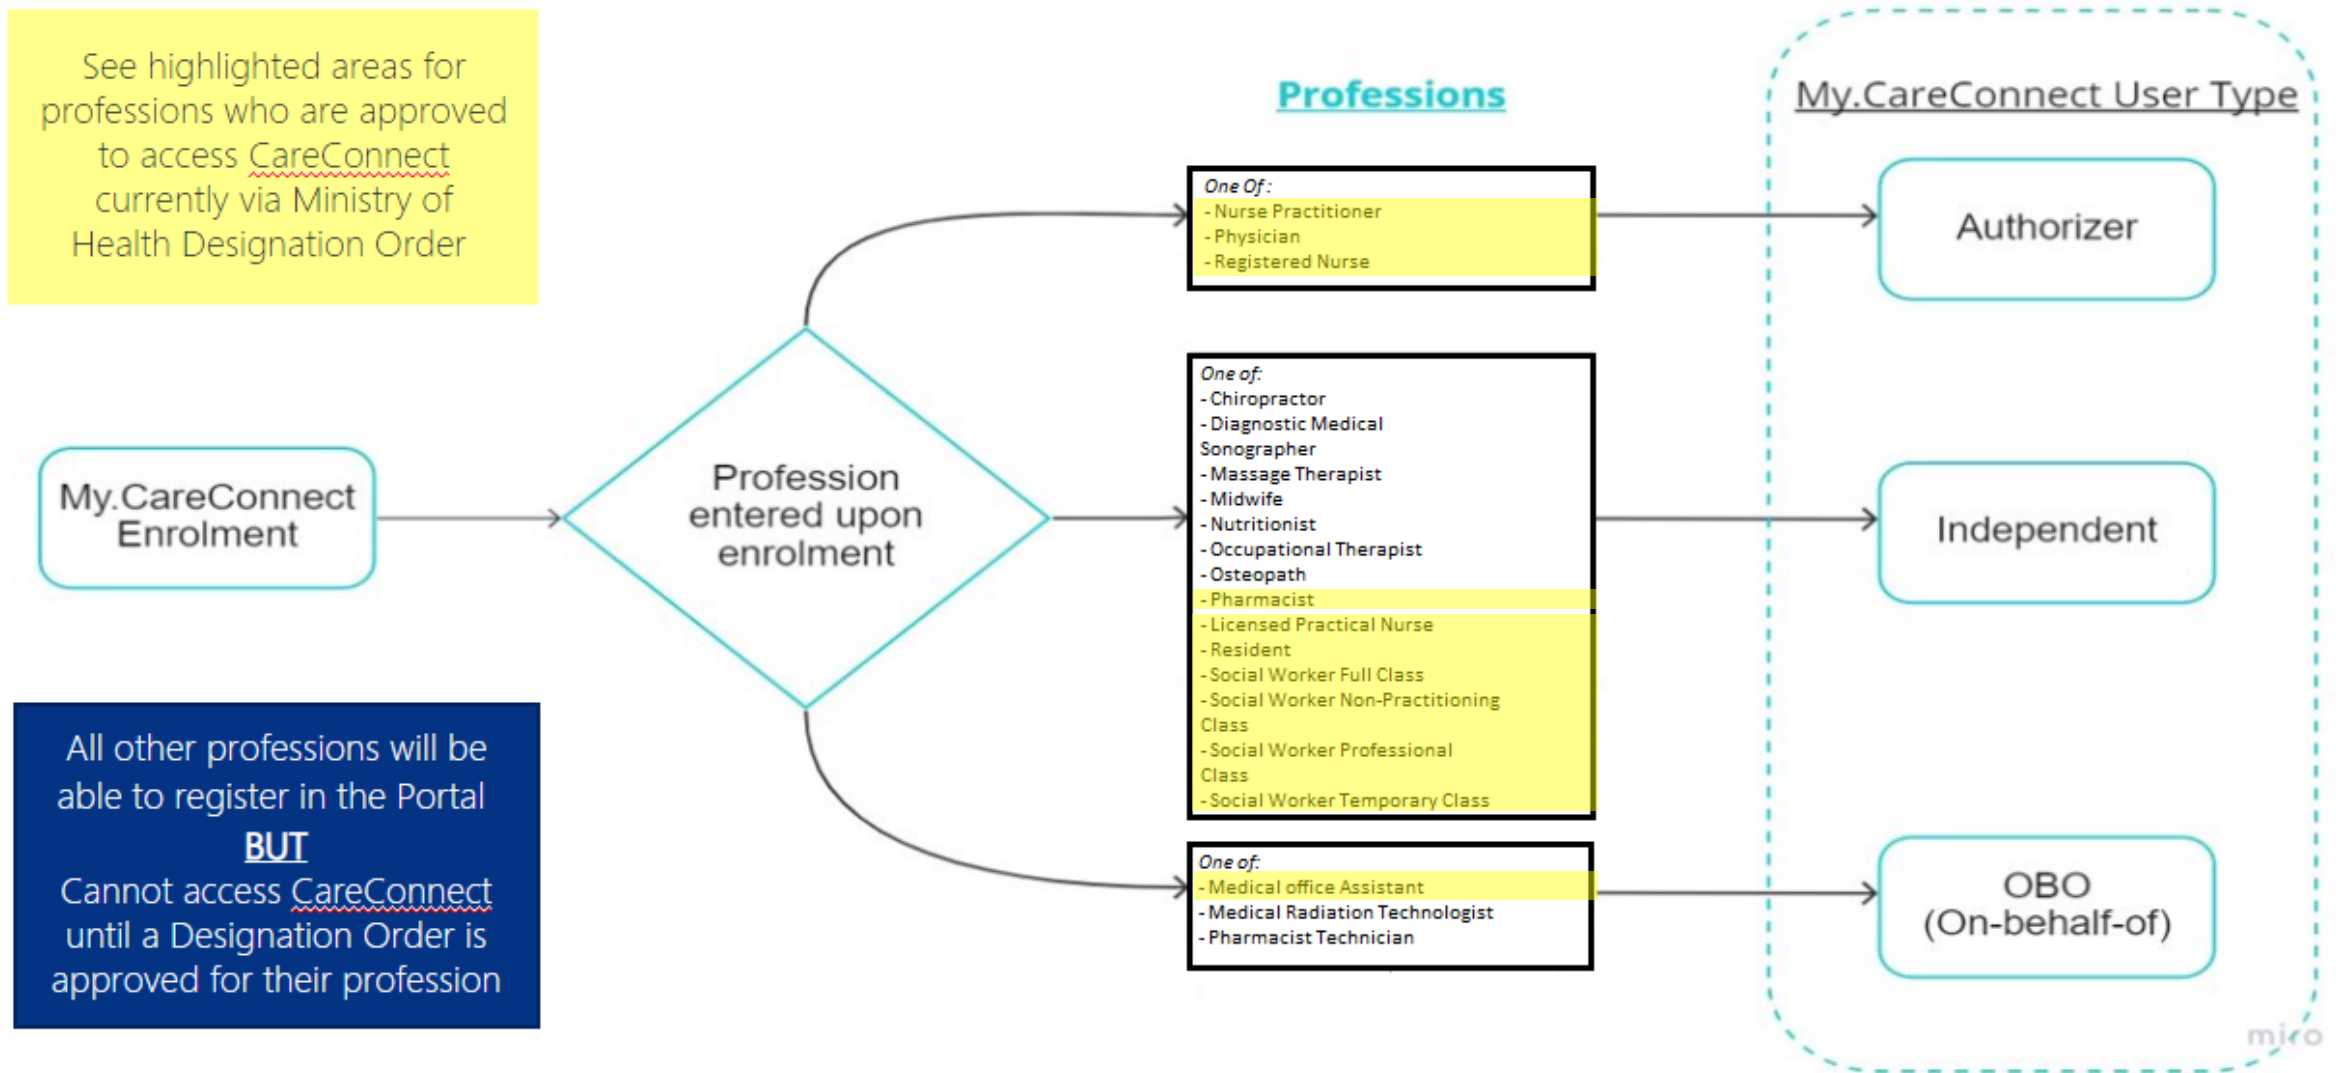 See highlighted areas for
professions who are approved
to access CareConnect
currently via Ministry of
Health Designation Order
My.CareConnect
Enrolment
All other professions will be
able to register in the Portal
BUT
Cannot access CareConnect
until a Designation Order is
approved for their profession
Profession
entered upon
enrolment
Professions
One Of :
- Nurse Practitioner
- Physician
- Registered Nurse
One of:
- Chiropractor
- Diagnostic Medical
Sonographer
- Massage Therapist
- Midwife
- Nutritionist
- Occupational Therapist
- Osteopath
- Pharmacist
- Licensed Practical Nurse
- Resident
- Social Worker Full Class
- Social Worker Non-Practitioning
Class
- Social Worker Professional
Class
- Social Worker Temporary Class
One of:
- Medical office Assistant
- Medical Radiation Technologist
- Pharmacist Technician
My.CareConnect User Type
Authorizer
Independent
OBO
(On-behalf-of)
miro